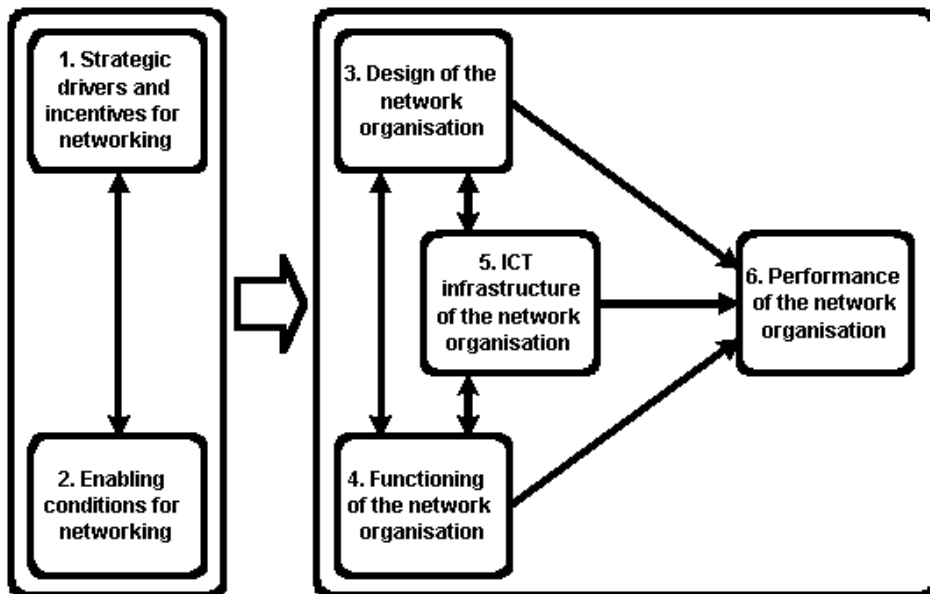 1. Strategic
drivers and
incentives for
networking
2. Enabling
conditions for
networking
3. Design of the
network
organisation
5. ICT
infrastructure
of the network
organisation
4. Functioning
of the network
organisation
6. Performance
of the network
organisation